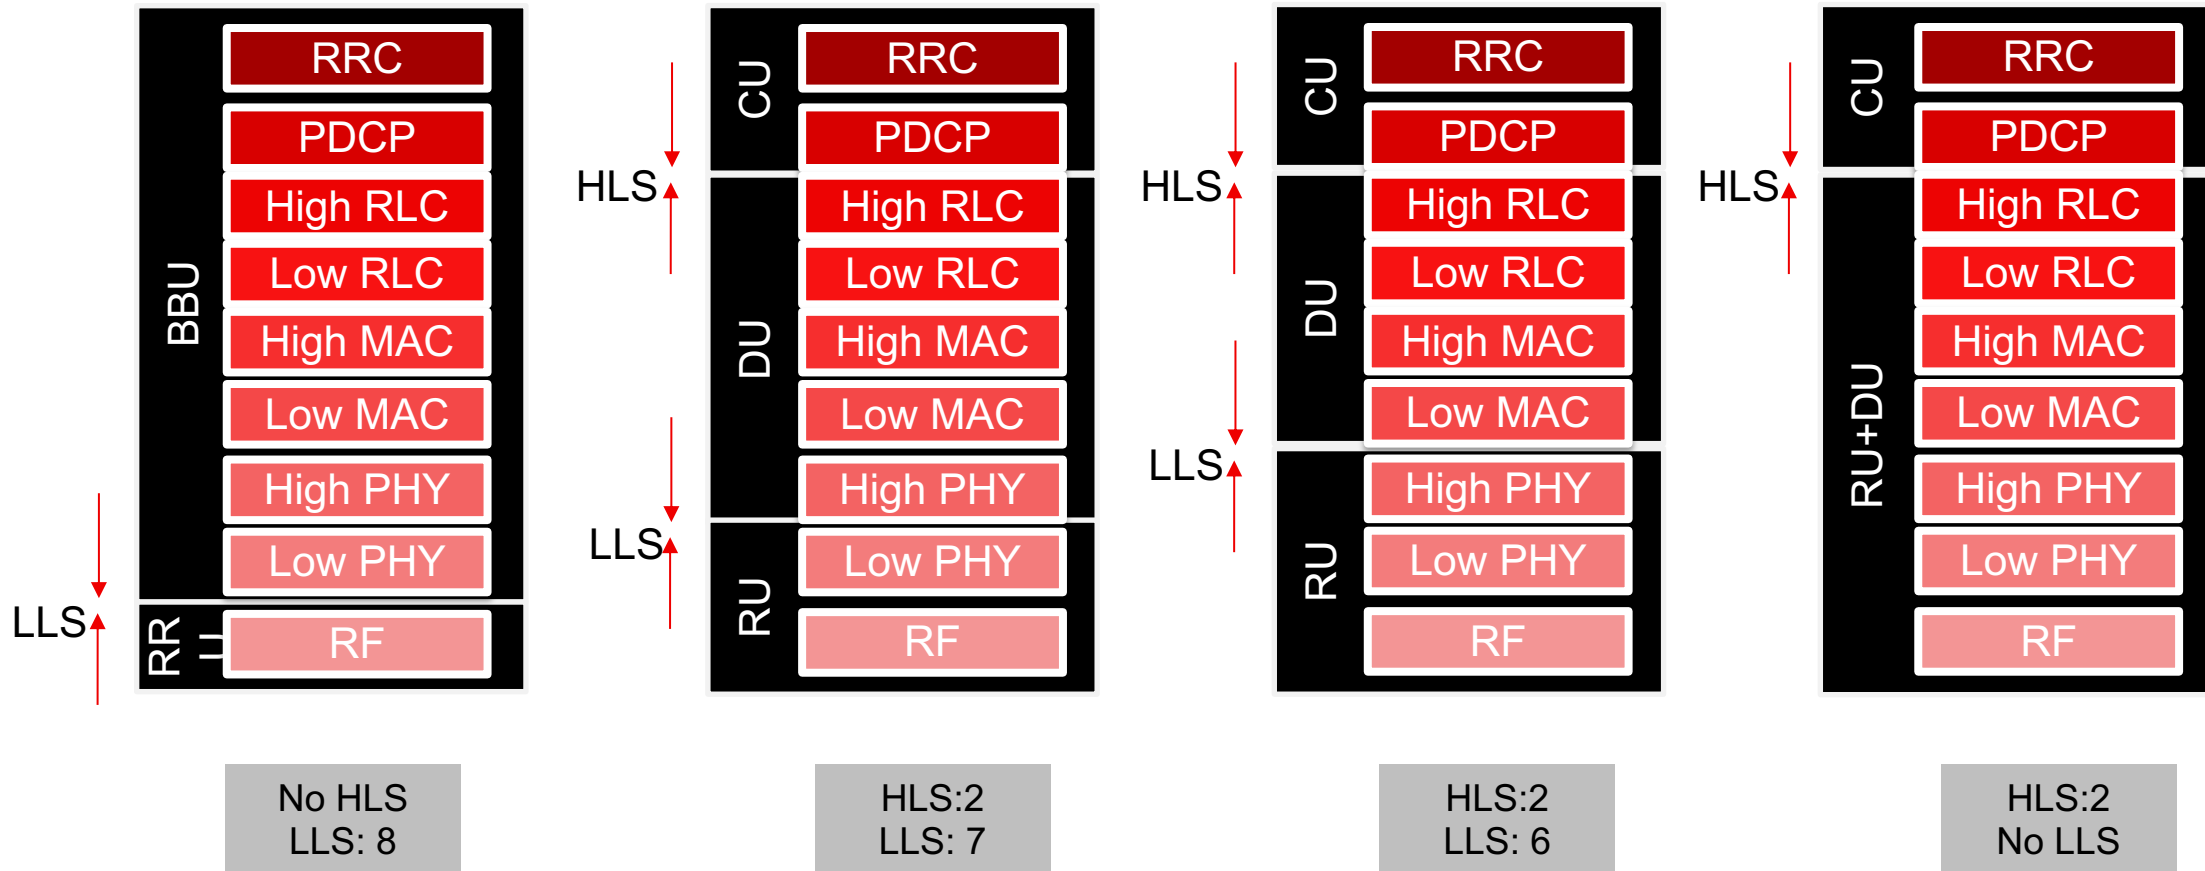 BBU
RRC
PDCP
High RLC
Low RLC
High MAC
Low MAC
High PHY
Low PHY
LLS
RR
U
RF
No HLS
LLS: 8
CU
RRC
PDCP
HLS
DU
High RLC
Low RLC
High MAC
Low MAC
High PHY
LLS
RU
Low PHY
RF
HLS:2
LLS: 7
CU
RRC
PDCP
HLS
DU
High RLC
Low RLC
High MAC
Low MAC
LLS
RU
High PHY
Low PHY
RF
HLS:2
LLS: 6
CU
RRC
PDCP
HLS
RU+DU
High RLC
Low RLC
High MAC
Low MAC
High PHY
Low PHY
RF
HLS:2
No LLS